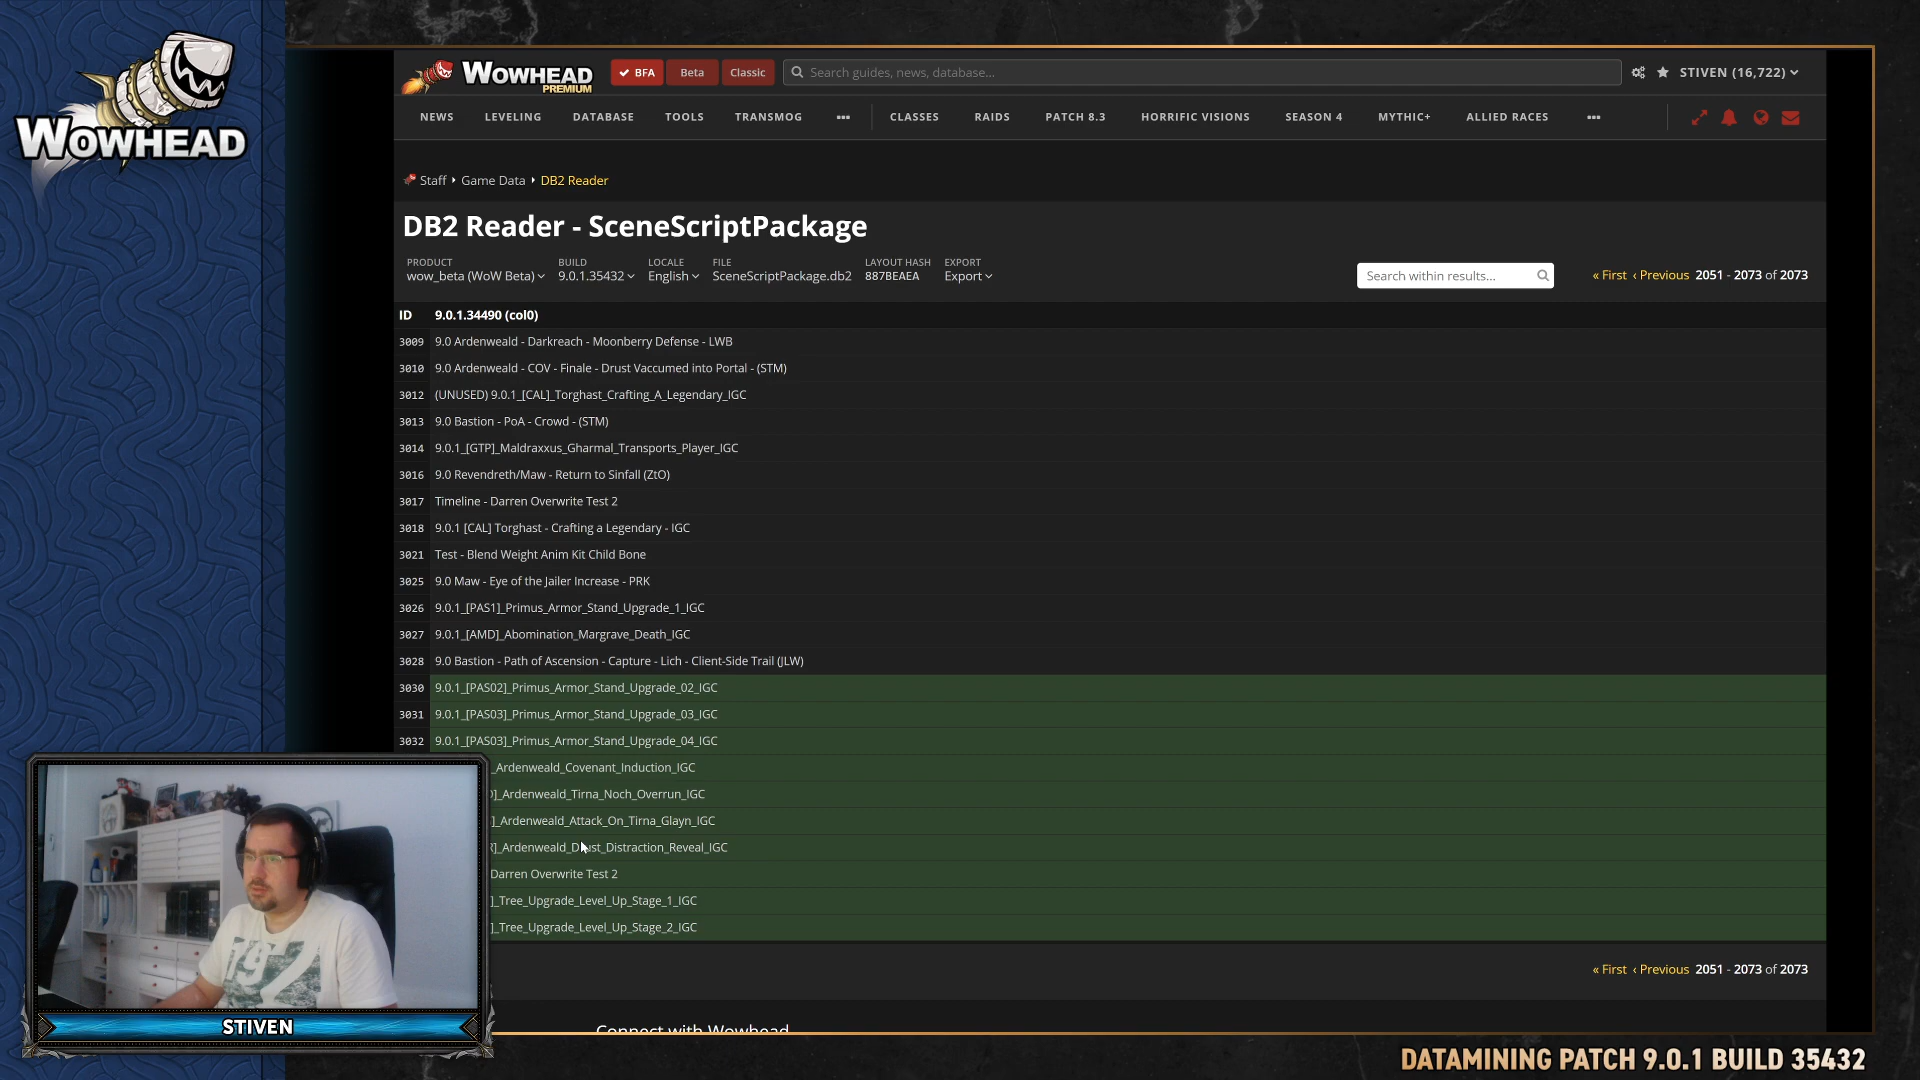 WOWHEAD
WOWHEAD
PREMIUM
BFA
Beta
Classic
Search guides, news, database...
STIVEN (16,722)
NEWS
LEVELING
DATABASE
TOOLS
TRANSMOG
CLASSES
RAIDS
PATCH 8.3
HORRIFIC VISIONS
SEASON 4
MYTHIC+
ALLIED RACES
Staff
Game Data
DB2 Reader
DB2 Reader - SceneScriptPackage
PRODUCT
wow_beta (WoW Beta)
BUILD
9.0.1.35432
LOCALE
English
FILE
SceneScriptPackage.db2
LAYOUT HASH
887BEAEA
EXPORT
Export
Search within results...
« First ‹ Previous 2051 - 2073 of 2073
ID 9.0.1.34490 (col0)
3009 9.0 Ardenweald - Darkreach - Moonberry Defense - LWB
3010 9.0 Ardenweald - COV - Finale - Drust Vaccumed into Portal - (STM)
3012 (UNUSED) 9.0.1_[CAL]_Torghast_Crafting_A_Legendary_IGC
3013 9.0 Bastion - PoA - Crowd - (STM)
3014 9.0.1_[GTP]_Maldraxxus_Gharmal_Transports_Player_IGC
3016 9.0 Revendreth/Maw - Return to Sinfall (ZtO)
3017 Timeline - Darren Overwrite Test 2
3018 9.0.1 [CAL] Torghast - Crafting a Legendary - IGC
3021 Test - Blend Weight Anim Kit Child Bone
3025 9.0 Maw - Eye of the Jailer Increase - PRK
3026 9.0.1_[PAS1]_Primus_Armor_Stand_Upgrade_1_IGC
3027 9.0.1_[AMD]_Abomination_Margrave_Death_IGC
3028 9.0 Bastion - Path of Ascension - Capture - Lich - Client-Side Trail (JLW)
3030 9.0.1_[PAS02]_Primus_Armor_Stand_Upgrade_02_IGC
3031 9.0.1_[PAS03]_Primus_Armor_Stand_Upgrade_03_IGC
3032 9.0.1_[PAS03]_Primus_Armor_Stand_Upgrade_04_IGC
_Ardenweald_Covenant_Induction_IGC
]_Ardenweald_Tirna_Noch_Overrun_IGC
]_Ardenweald_Attack_On_Tirna_Glayn_IGC
]_Ardenweald_Drust_Distraction_Reveal_IGC
Darren Overwrite Test 2
]_Tree_Upgrade_Level_Up_Stage_1_IGC
]_Tree_Upgrade_Level_Up_Stage_2_IGC
« First ‹ Previous 2051 - 2073 of 2073
Connect with Wowhead
STIVEN
DATAMINING PATCH 9.0.1 BUILD 35432